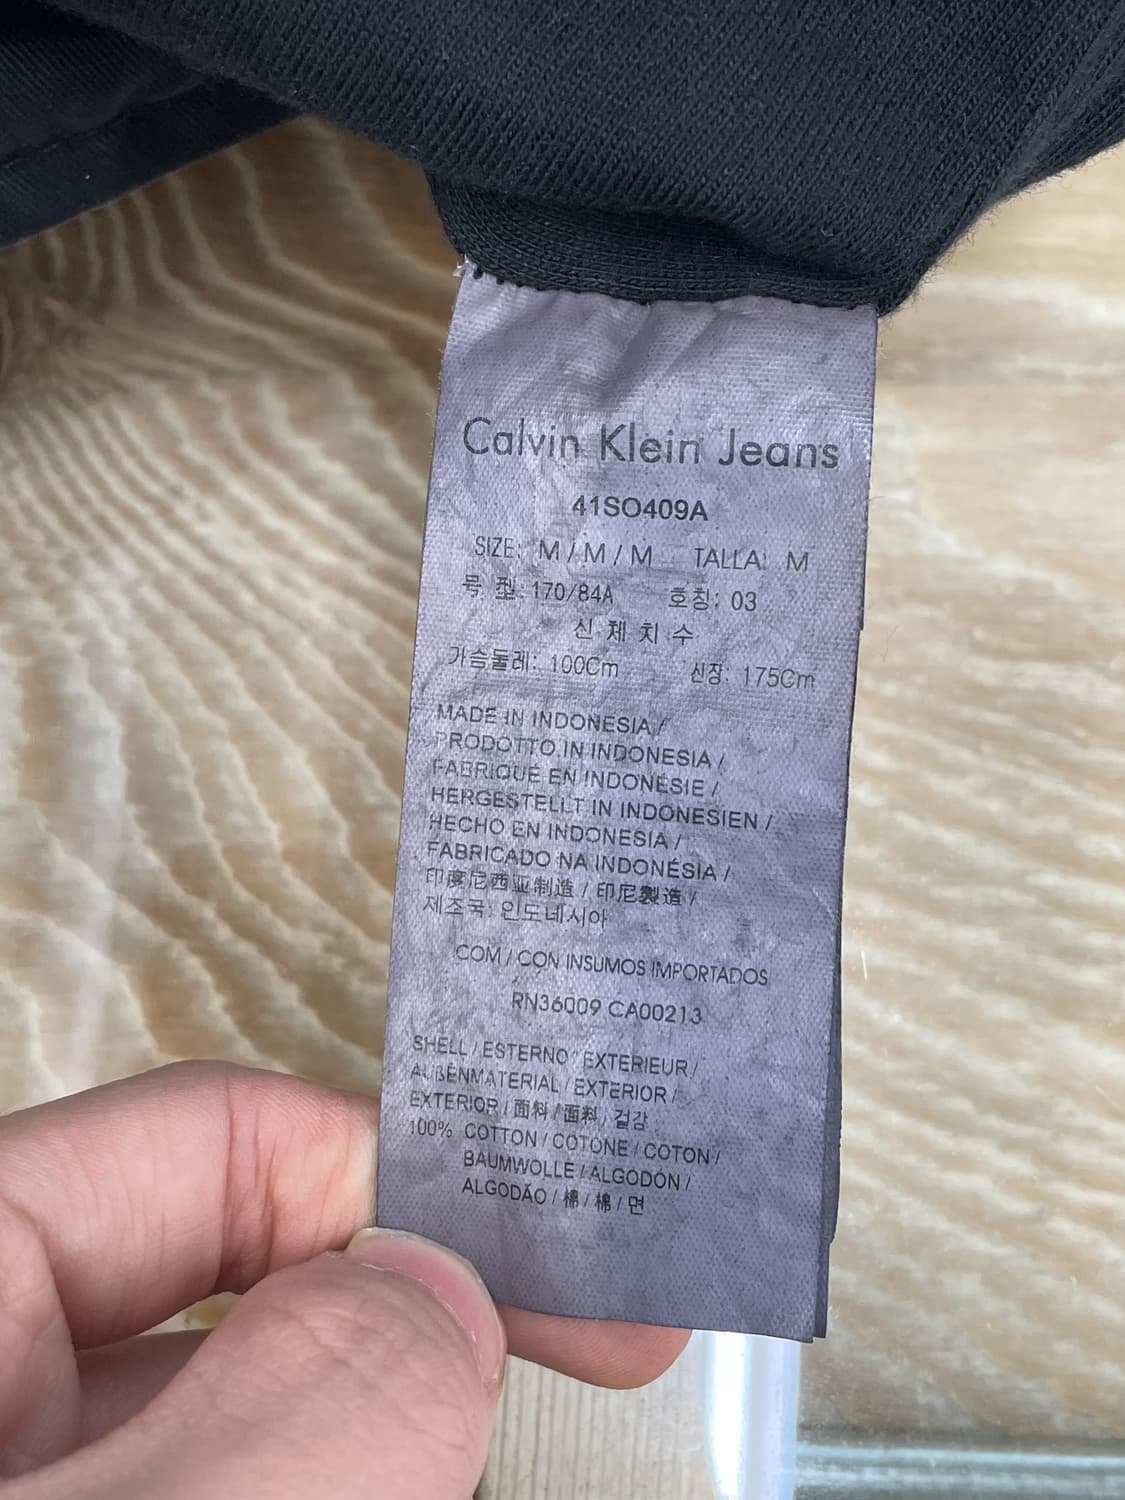 Calvin Klein Jeans
41SO409A
SIZE: M / M / M TALLA: M
号 型: 170/84A 호칭: 03
신 체 치 수
가슴둘레: 100Cm 신장: 175Cm
MADE IN INDONESIA /
PRODOTTO IN INDONESIA /
FABRIQUÉ EN INDONÉSIE /
HERGESTELLT IN INDONESIEN /
HECHO EN INDONESIA /
FABRICADO NA INDONÉSIA /
印度尼西亚制造 / 印尼製造 /
제조국: 인도네시아
COM / CON INSUMOS IMPORTADOS
RN36009 CA00213
SHELL / ESTERNO / EXTERIEUR /
AUßENMATERIAL / EXTERIOR /
EXTERIOR / 面料 / 面料 / 겉감
100% COTTON / COTONE / COTON /
BAUMWOLLE / ALGODÓN /
ALGODÃO / 棉 / 棉 / 면